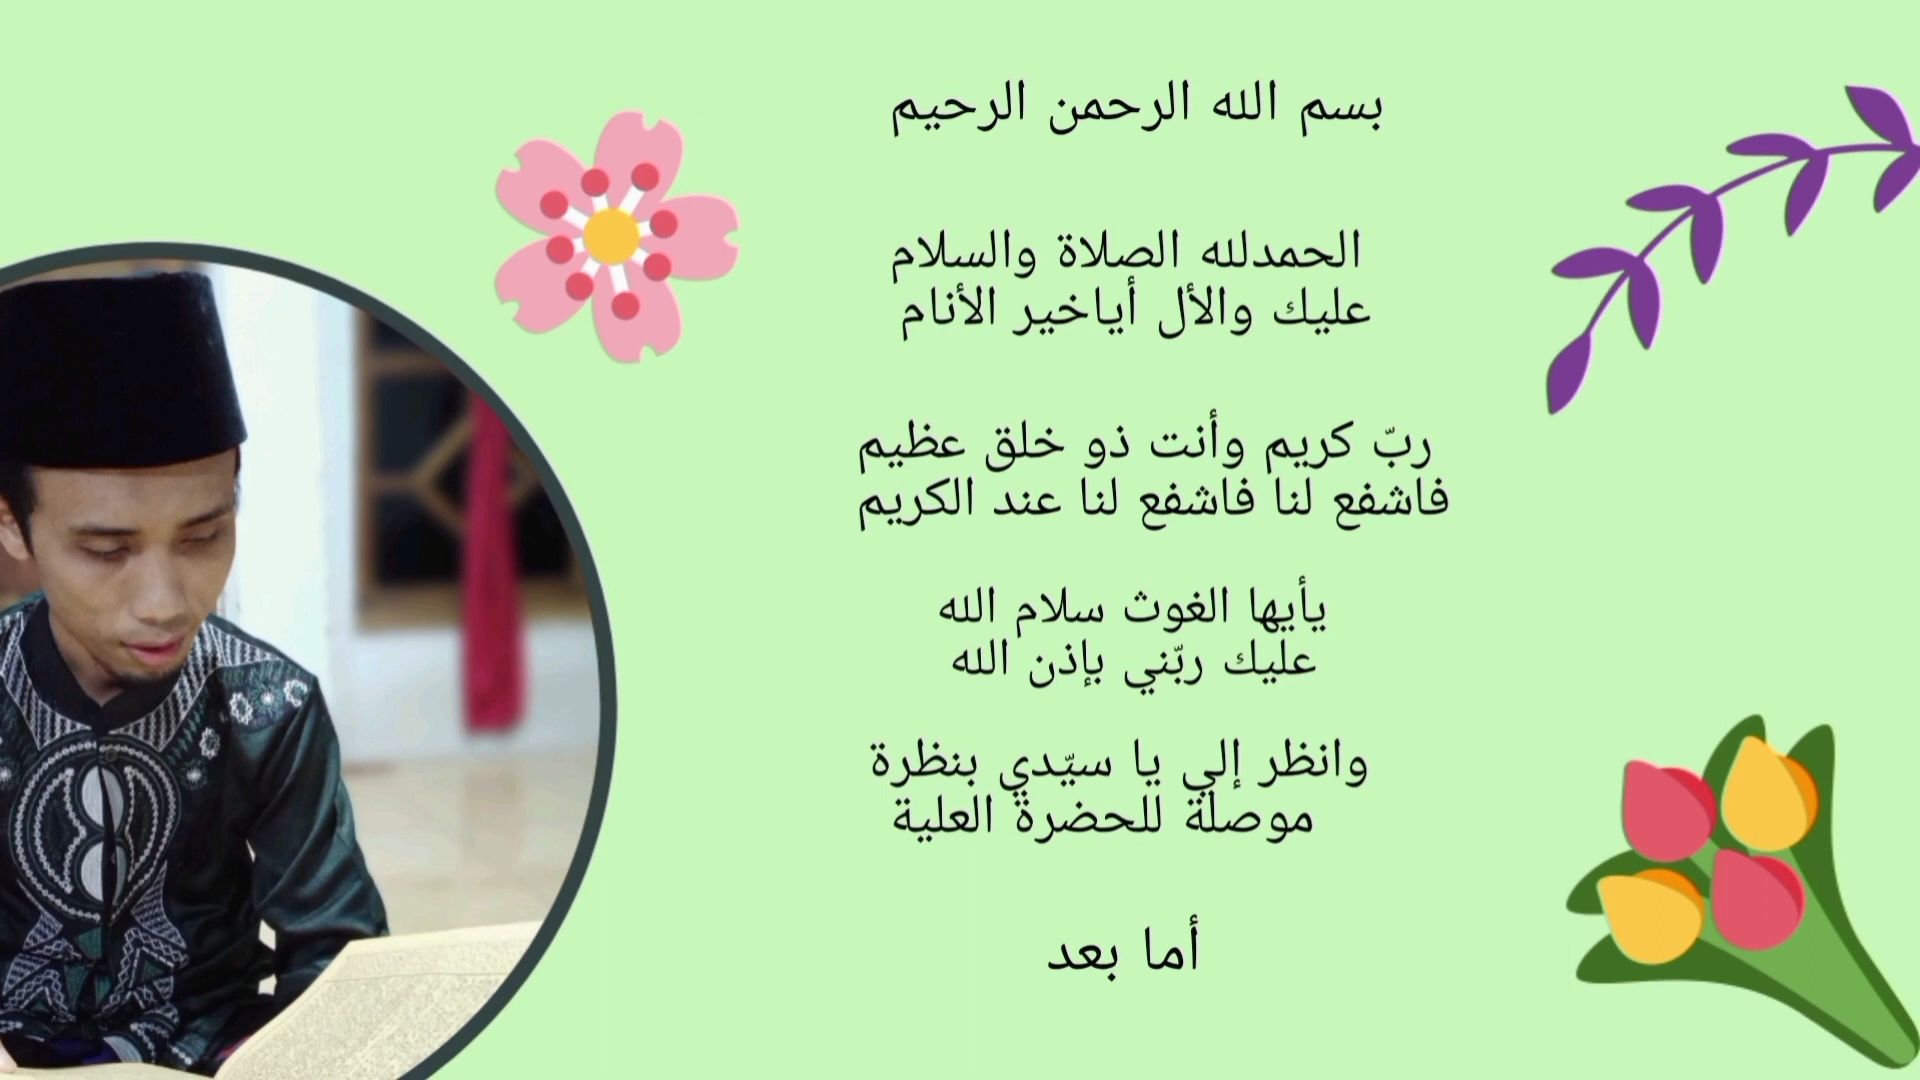 بسم الله الرحمن الرحيم
الحمدلله الصلاة والسلام
عليك والأل أياخير الأنام
ربّ كريم وأنت ذو خلق عظيم
فاشفع لنا فاشفع لنا عند الكريم
يأيها الغوث سلام الله
عليك ربّني بإذن الله
وانظر إلي يا سيّدي بنظرة
موصلة للحضرة العلية
أما بعد